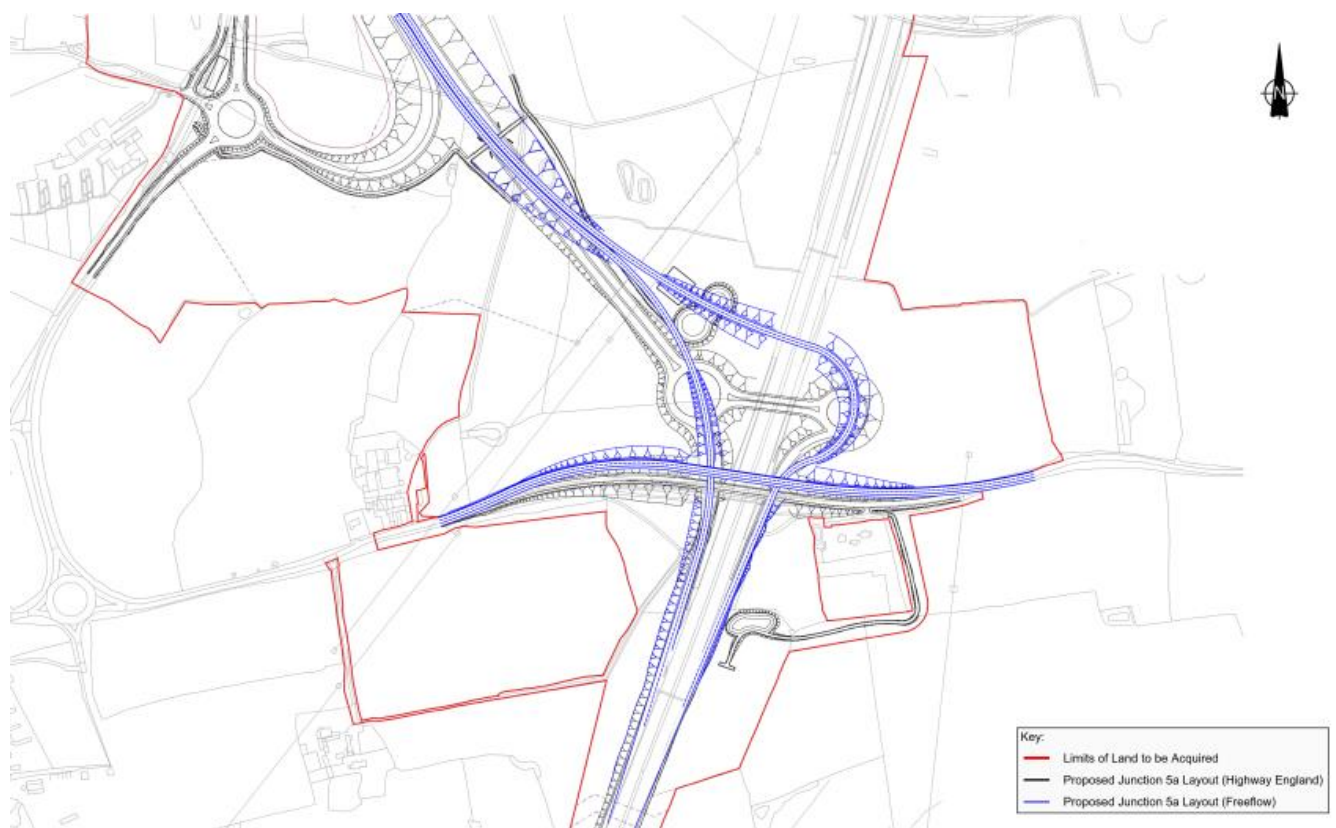 N
Key:
Limits of Land to be Acquired
Proposed Junction 5a Layout (Highway England)
Proposed Junction 5a Layout (Freeflow)